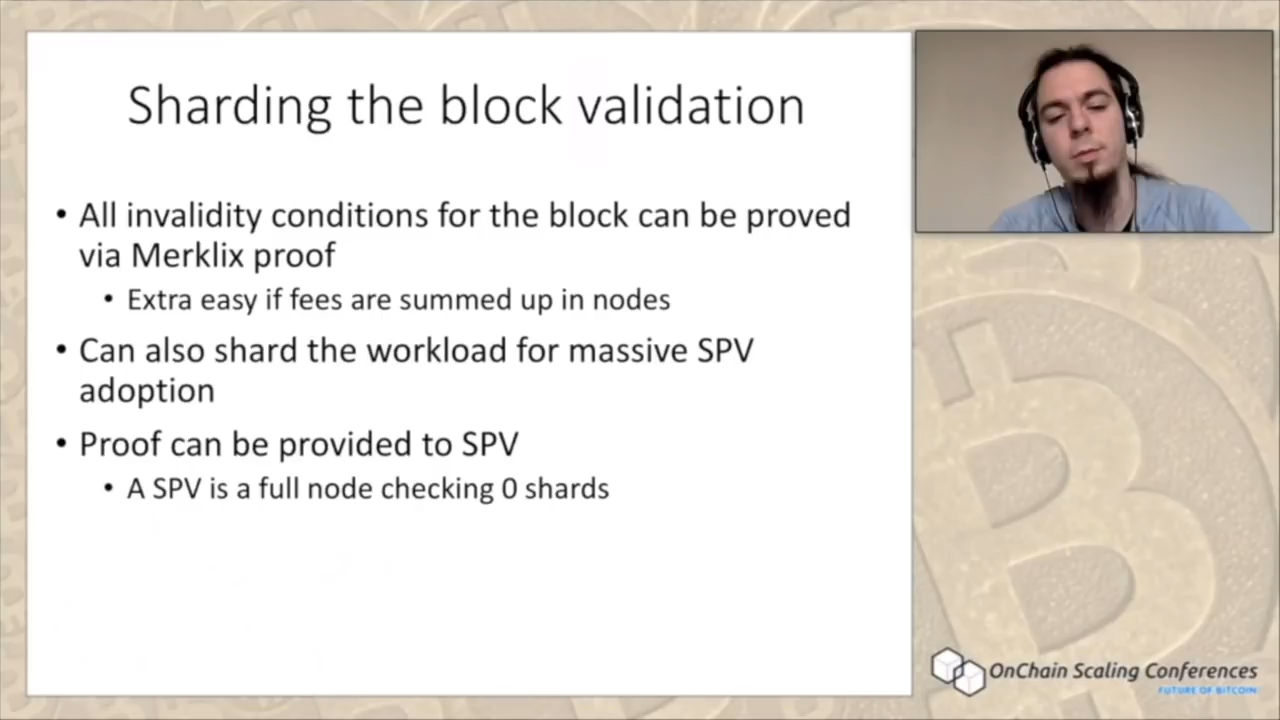 Sharding the block validation
• All invalidity conditions for the block can be proved
via Merklix proof
• Extra easy if fees are summed up in nodes
• Can also shard the workload for massive SPV
adoption
• Proof can be provided to SPV
• A SPV is a full node checking 0 shards
OnChain Scaling Conferences
FUTURE OF BITCOIN